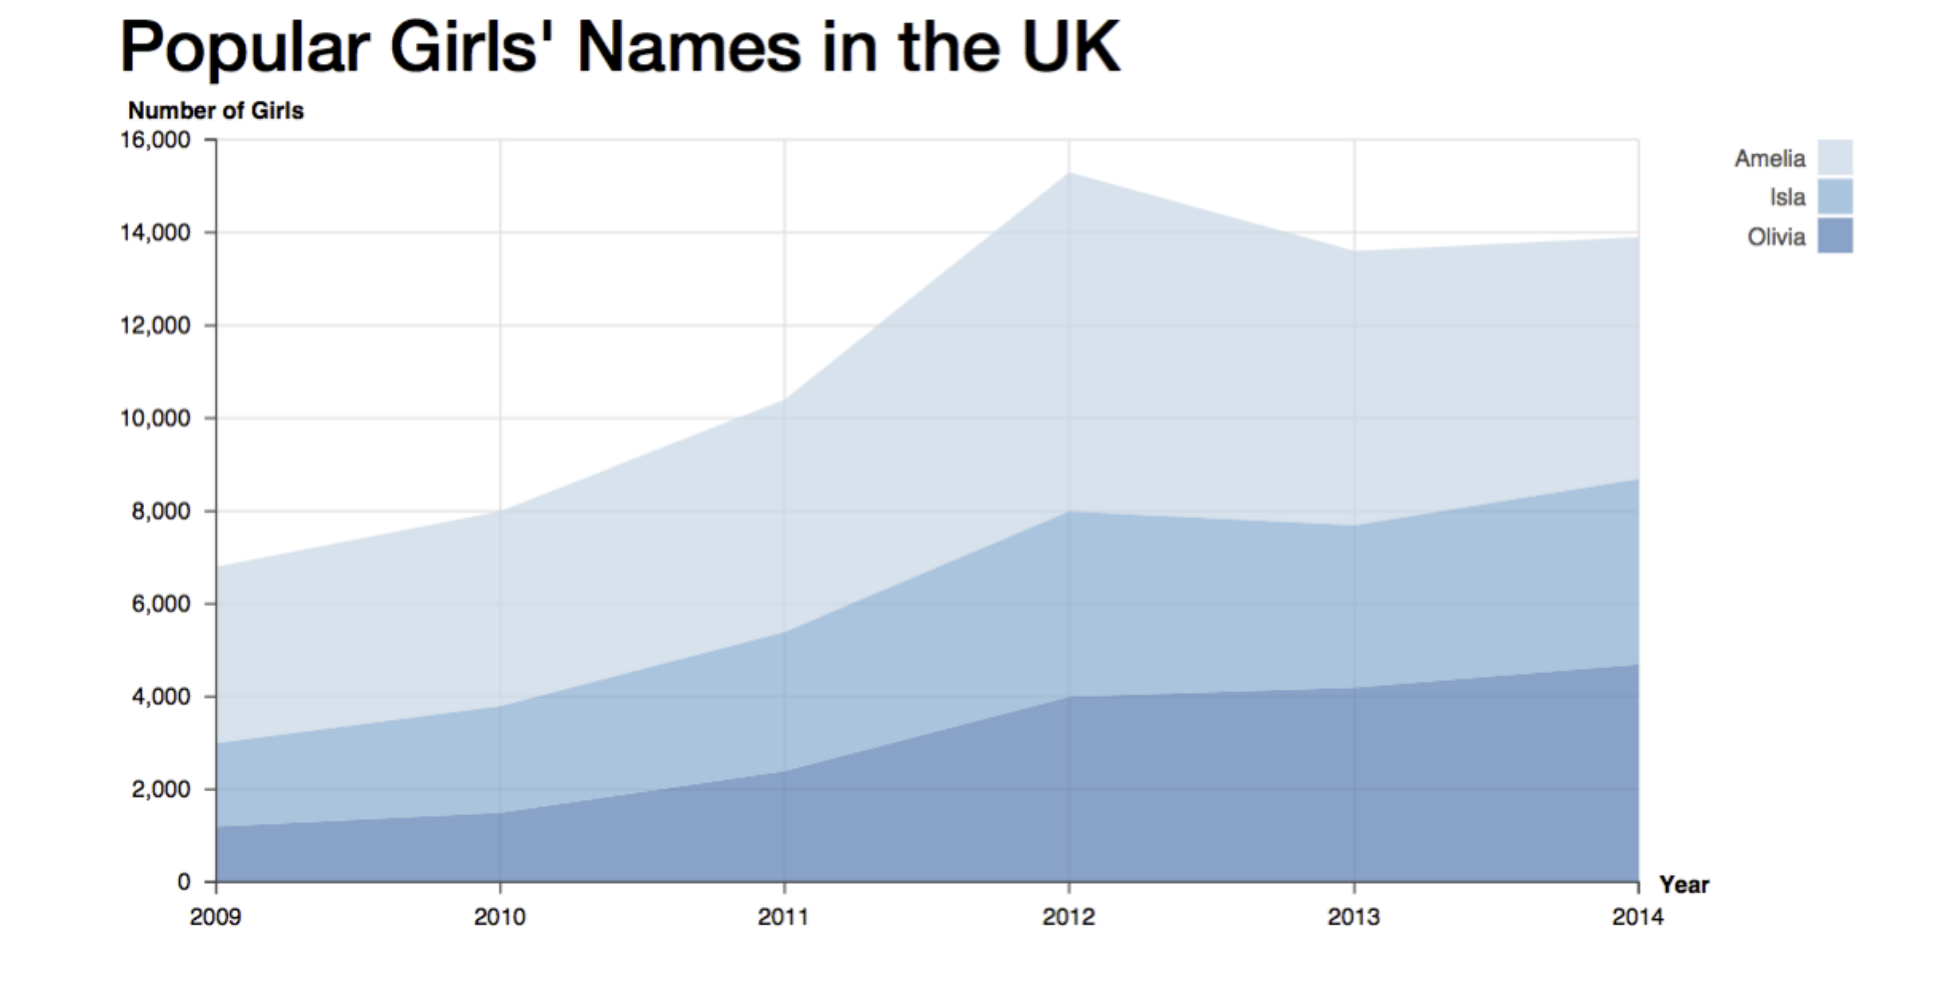 Popular Girls' Names in the UK
Number of Girls
16,000
14,000
12,000
10,000
8,000
6,000
4,000
2,000
0
2009 2010 2011 2012 2013 2014
Year
Amelia
Isla
Olivia